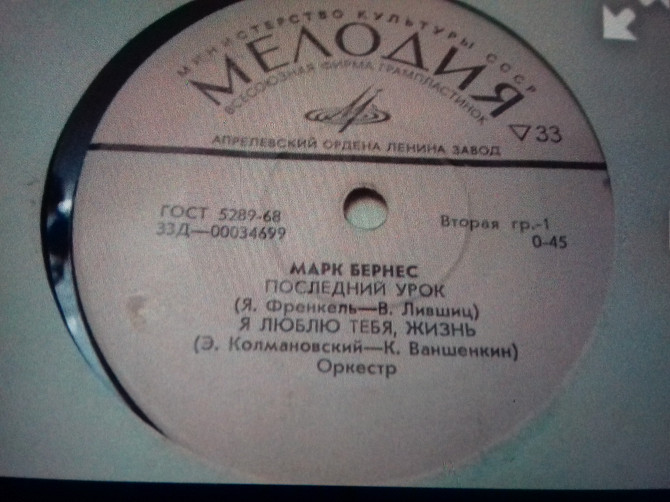 МИНИСТЕРСТВО КУЛЬТУРЫ СССР
МЕЛОДИЯ
ВСЕСОЮЗНАЯ ФИРМА ГРАМПЛАСТИНОК
▽33
АПРЕЛЕВСКИЙ ОРДЕНА ЛЕНИНА ЗАВОД
ГОСТ 5289-68
33Д—00034699
Вторая гр.-1
0-45
МАРК БЕРНЕС
ПОСЛЕДНИЙ УРОК
(Я. Френкель—В. Лившиц)
Я ЛЮБЛЮ ТЕБЯ, ЖИЗНЬ
(Э. Колмановский—К. Ваншенкин)
Оркестр